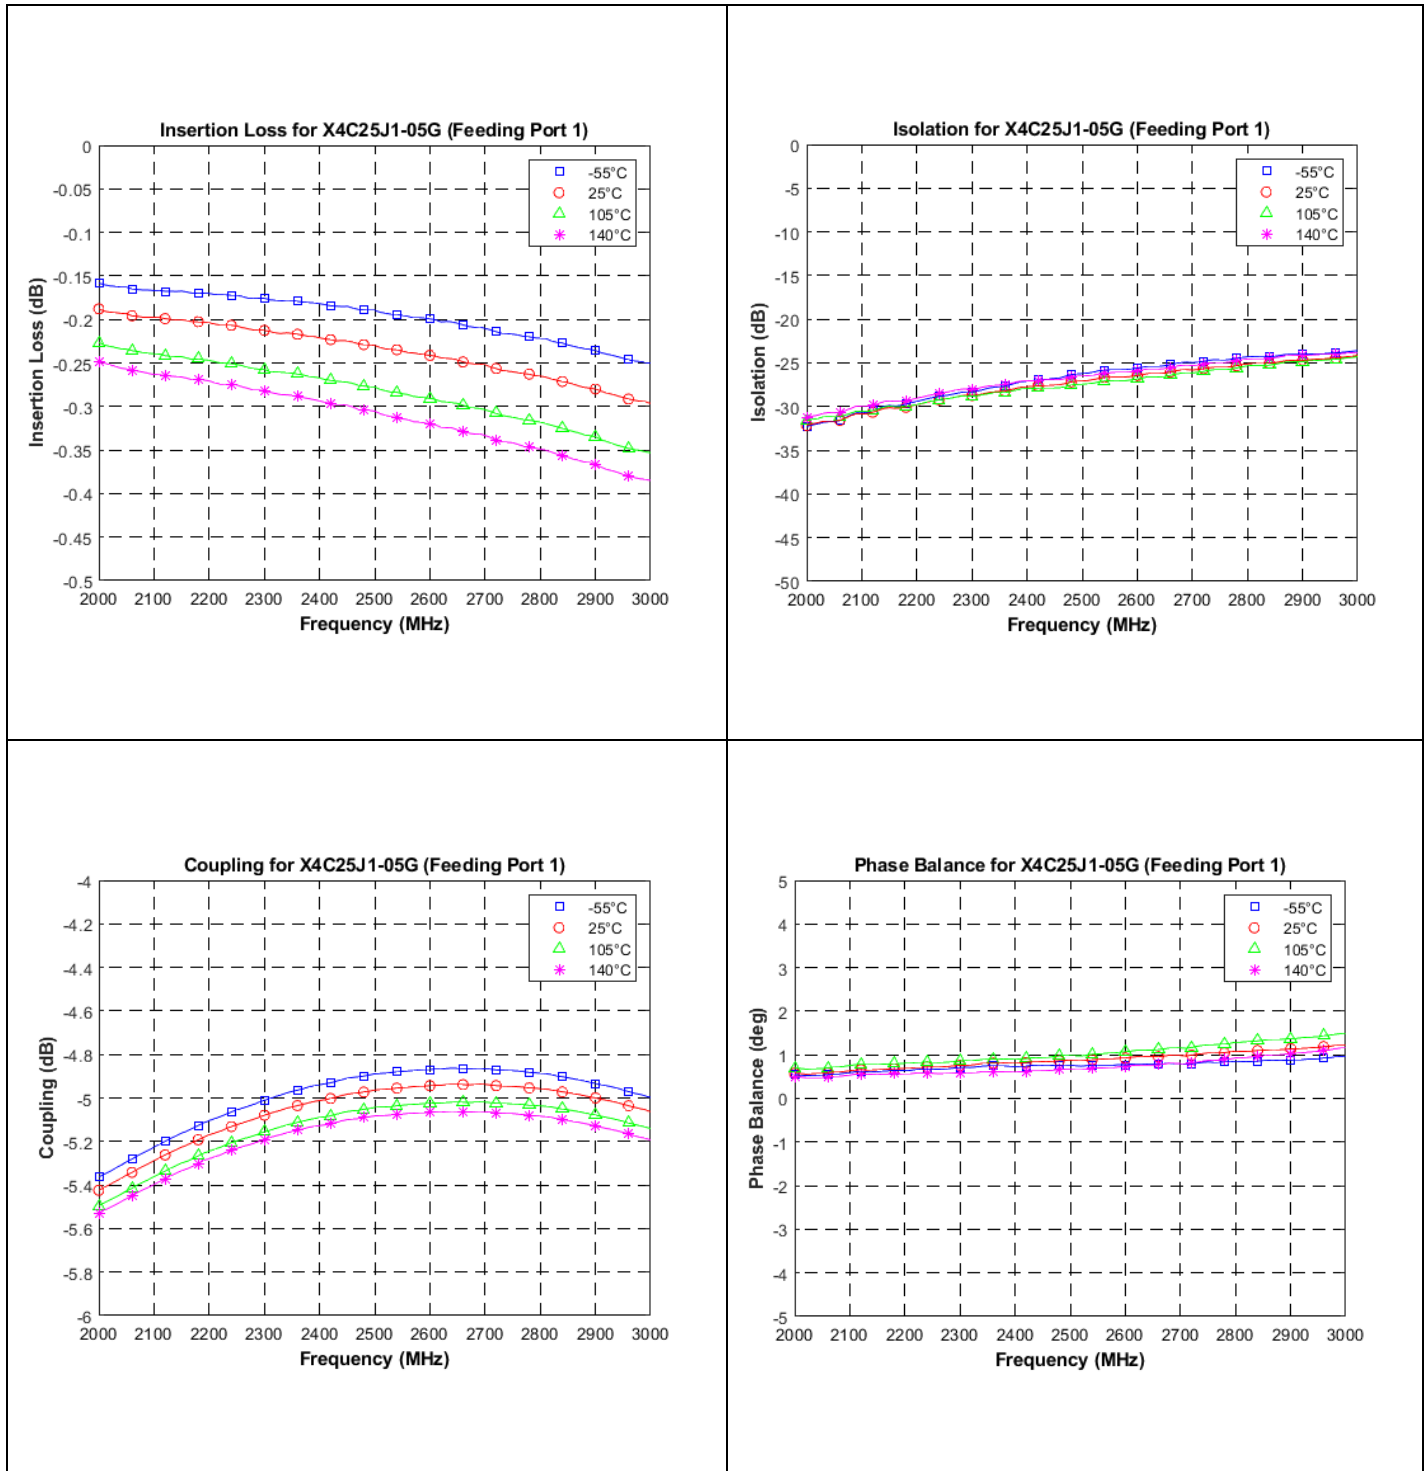 Insertion Loss for X4C25J1-05G (Feeding Port 1)
0
-0.05
-0.1
-0.15
-0.2
-0.25
-0.3
-0.35
-0.4
-0.45
-0.5
Insertion Loss (dB)
-55°C
25°C
105°C
140°C
2000 2100 2200 2300 2400 2500 2600 2700 2800 2900 3000
Frequency (MHz)
Isolation for X4C25J1-05G (Feeding Port 1)
0
-5
-10
-15
-20
-25
-30
-35
-40
-45
-50
Isolation (dB)
-55°C
25°C
105°C
140°C
2000 2100 2200 2300 2400 2500 2600 2700 2800 2900 3000
Frequency (MHz)
Coupling for X4C25J1-05G (Feeding Port 1)
-4
-4.2
-4.4
-4.6
-4.8
-5
-5.2
-5.4
-5.6
-5.8
-6
Coupling (dB)
-55°C
25°C
105°C
140°C
2000 2100 2200 2300 2400 2500 2600 2700 2800 2900 3000
Frequency (MHz)
Phase Balance for X4C25J1-05G (Feeding Port 1)
5
4
3
2
1
0
-1
-2
-3
-4
-5
Phase Balance (deg)
-55°C
25°C
105°C
140°C
2000 2100 2200 2300 2400 2500 2600 2700 2800 2900 3000
Frequency (MHz)